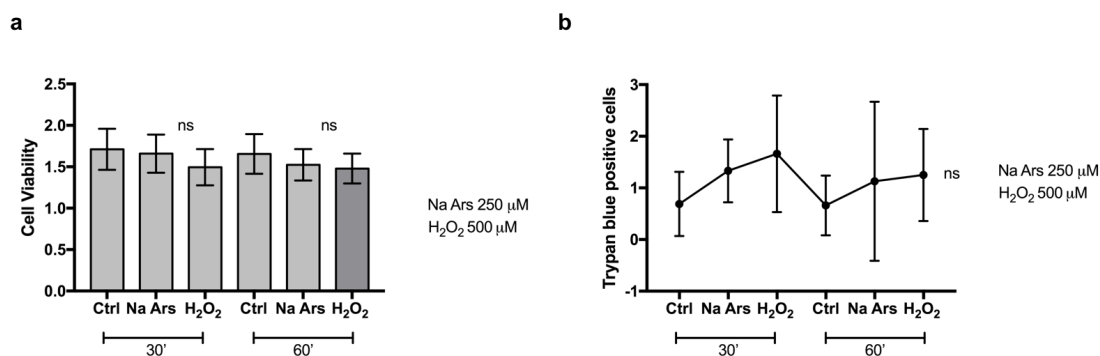 a
Cell Viability
2.5
2.0
1.5
1.0
0.5
0.0
ns
ns
Ctrl Na Ars H₂O₂ Ctrl Na Ars H₂O₂
30' 60'
Na Ars 250 µM
H₂O₂ 500 µM
b
Trypan blue positive cells
3
2
1
0
-1
ns
Ctrl Na Ars H₂O₂ Ctrl Na Ars H₂O₂
30' 60'
Na Ars 250 µM
H₂O₂ 500 µM